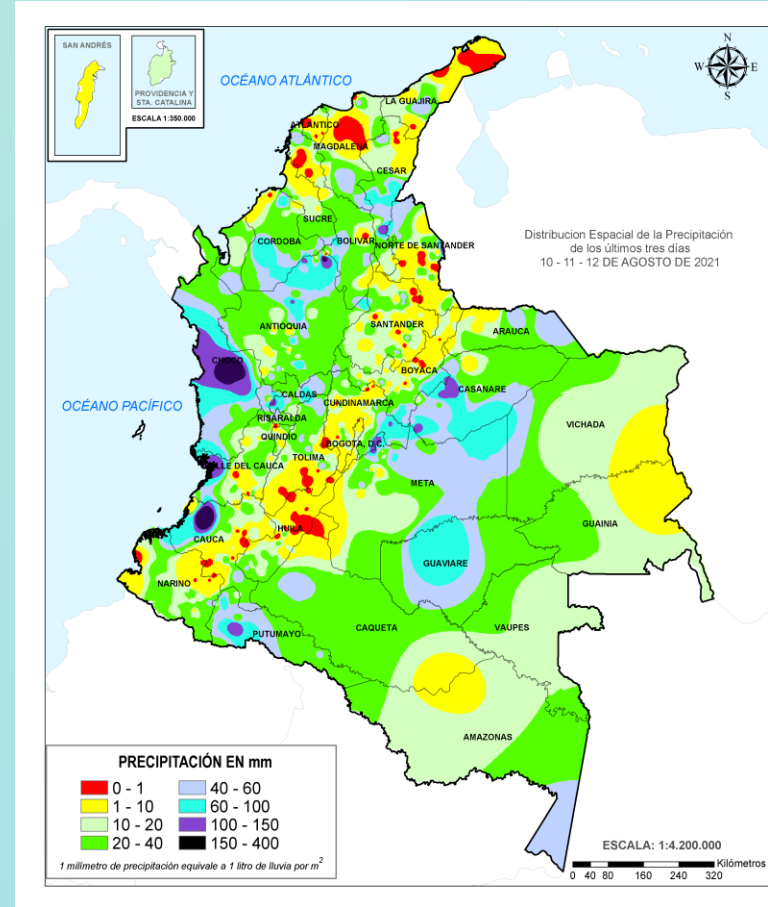 SAN ANDRÉS
PROVIDENCIA Y
STA. CATALINA
ESCALA 1:350.000
OCÉANO ATLÁNTICO
N
W E
S
LA GUAJIRA
ATLANTICO
MAGDALENA
CESAR
SUCRE
CORDOBA
BOLIVAR
NORTE DE SANTANDER
Distribucion Espacial de la Precipitación
de los últimos tres días
10 - 11 - 12 DE AGOSTO DE 2021
ANTIOQUIA
SANTANDER
ARAUCA
CHOCO
BOYACA
CASANARE
OCÉANO PACÍFICO
CALDAS
CUNDINAMARCA
RISARALDA
QUINDIO
BOGOTA, D.C.
VICHADA
TOLIMA
VALLE DEL CAUCA
META
HUILA
GUAINIA
CAUCA
GUAVIARE
NARINO
PUTUMAYO
CAQUETA
VAUPES
AMAZONAS
PRECIPITACIÓN EN mm
0 - 1 40 - 60
1 - 10 60 - 100
10 - 20 100 - 150
20 - 40 150 - 400
1 milímetro de precipitación equivale a 1 litro de lluvia por m2
ESCALA: 1:4.200.000
Kilómetros
0 40 80 160 240 320